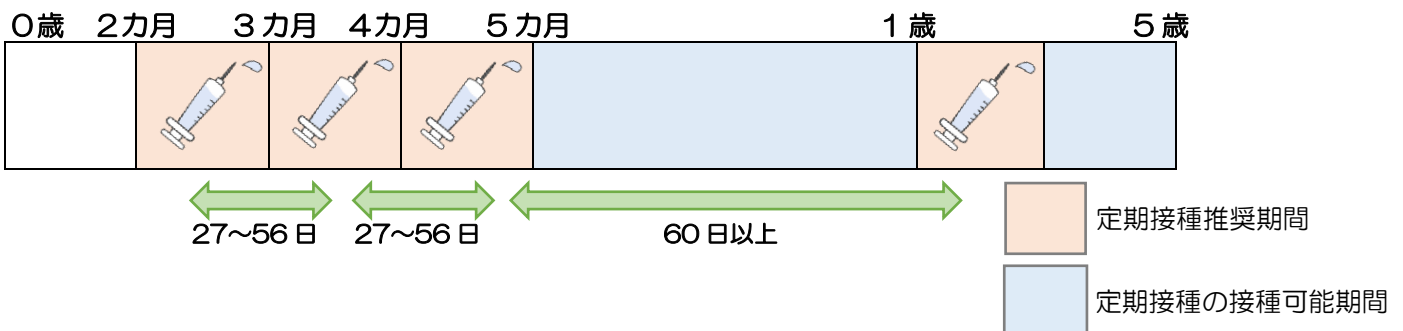 0歳 2カ月 3カ月 4カ月 5カ月 1歳 5歳
27~56日 27~56日 60日以上
定期接種推奨期間
定期接種の接種可能期間